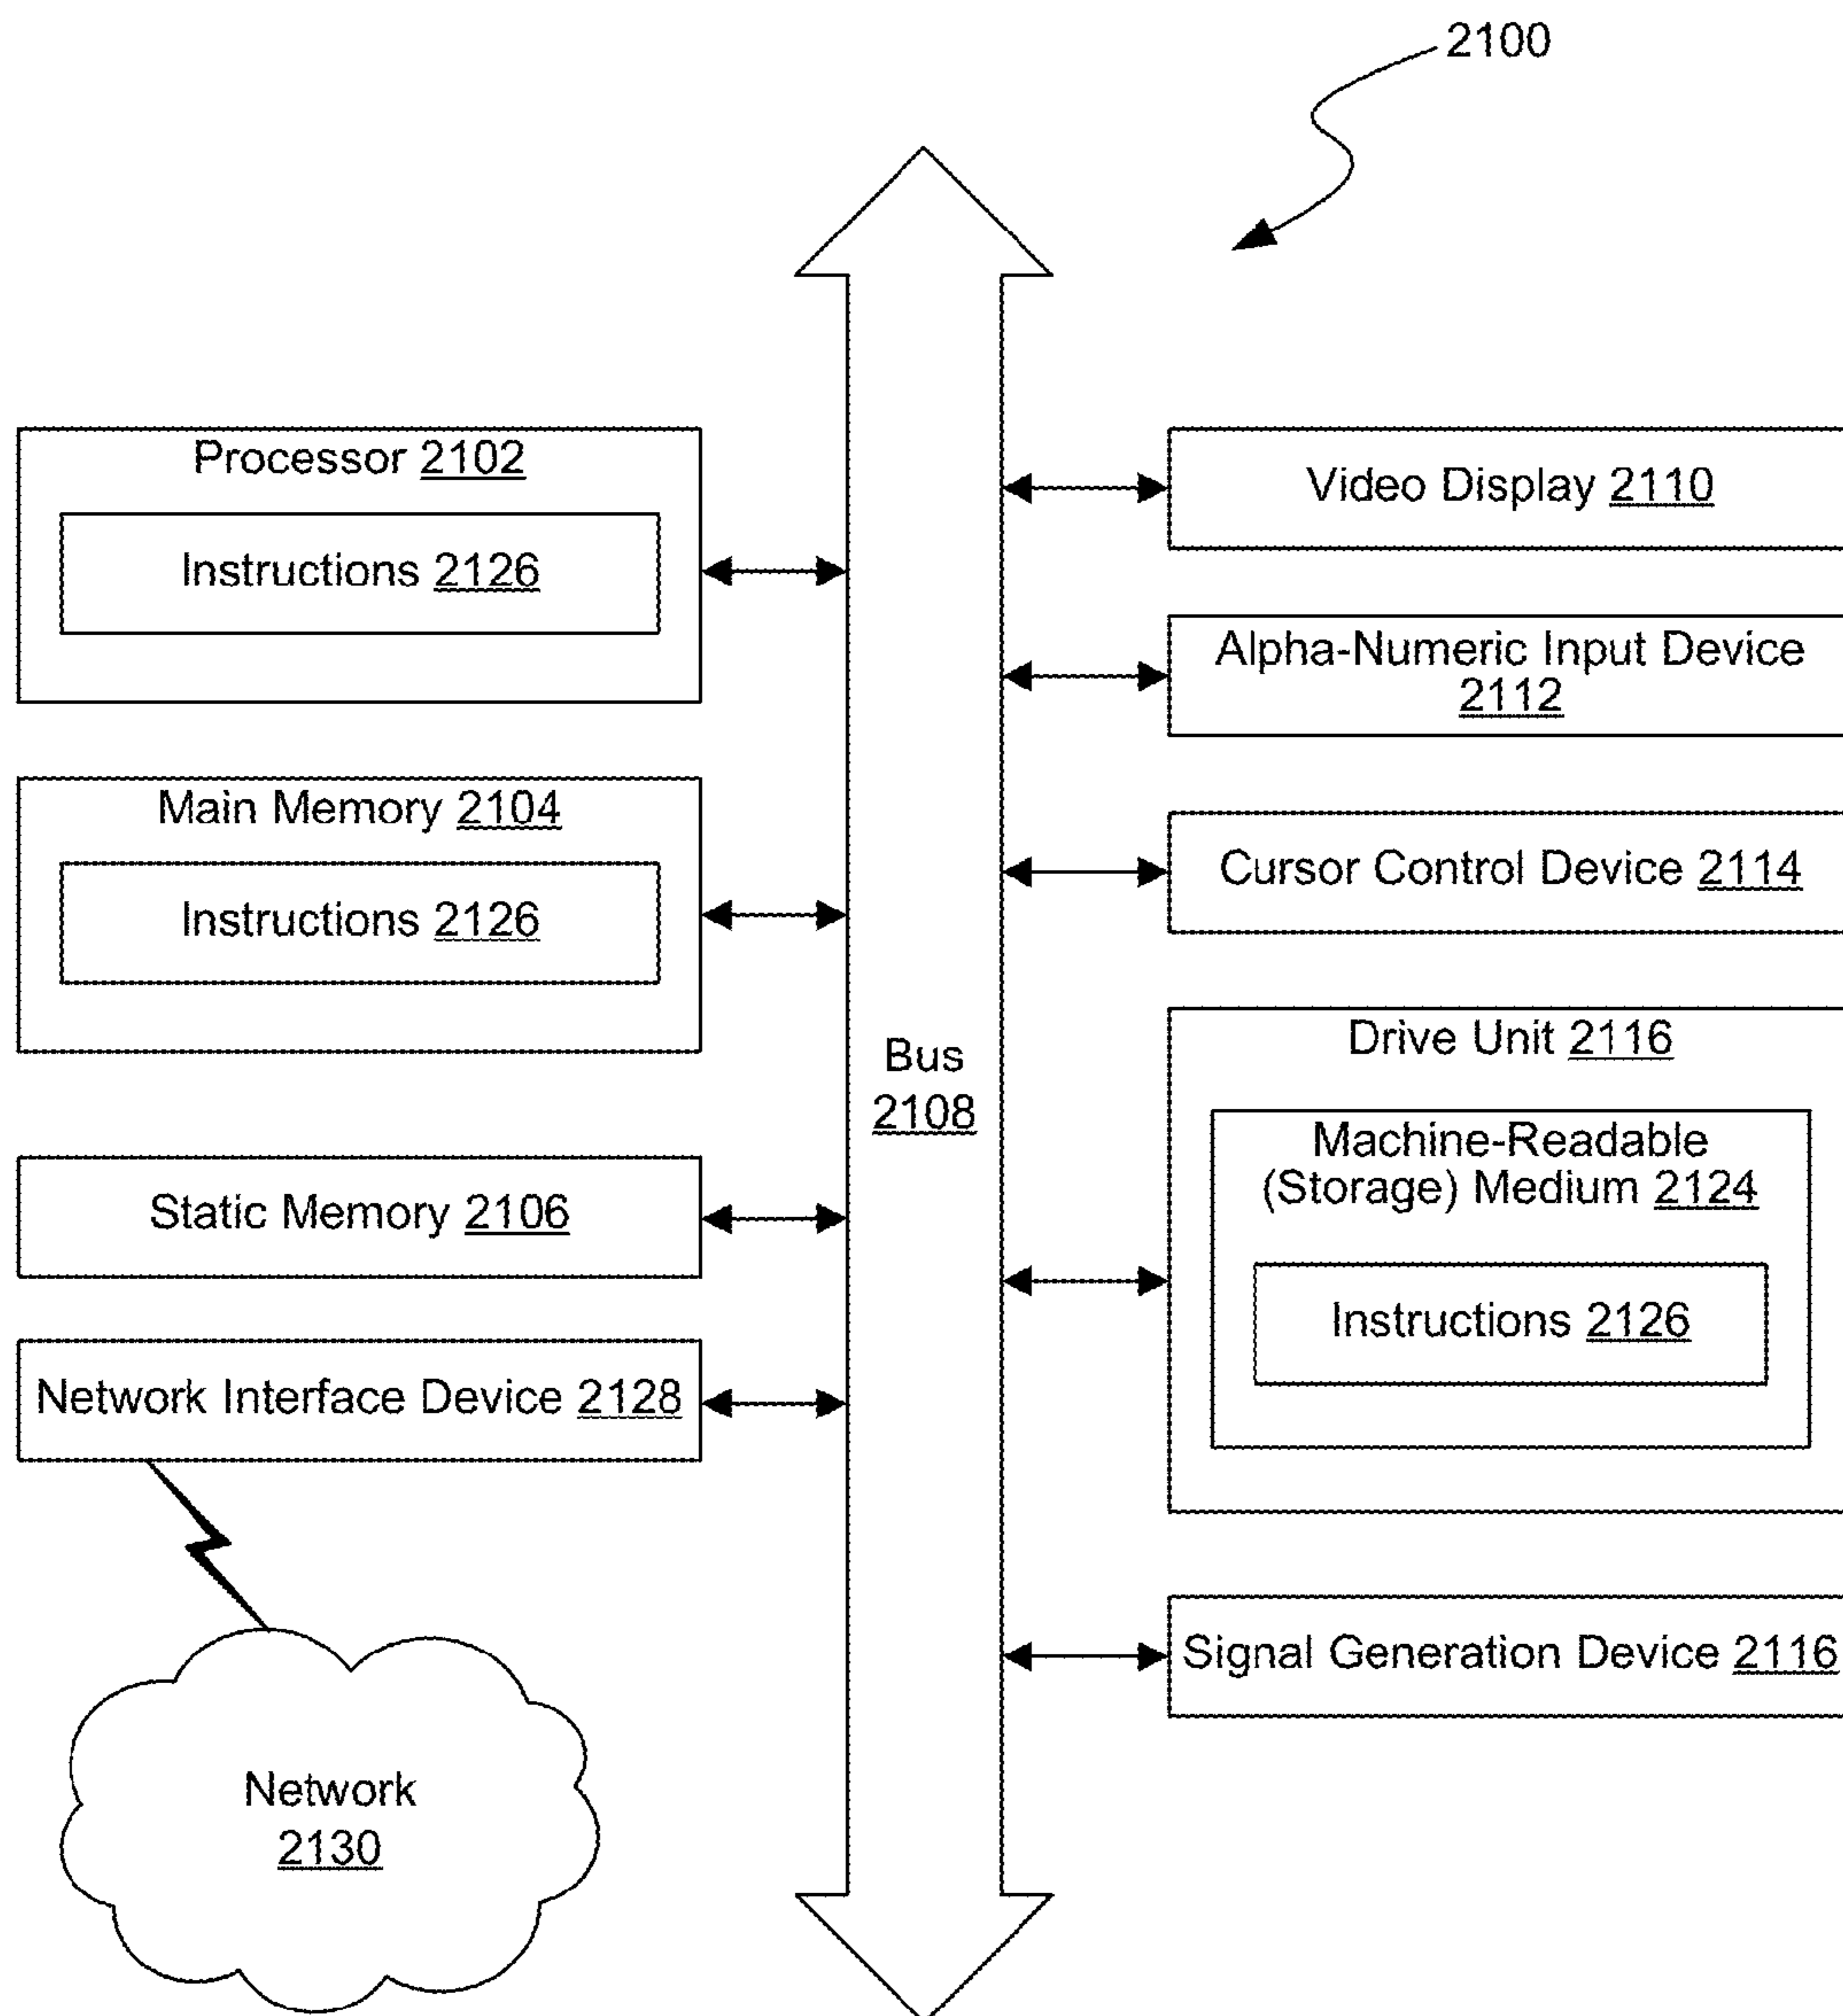 2100
Processor 2102
Instructions 2126
Main Memory 2104
Instructions 2126
Static Memory 2106
Network Interface Device 2128
Network
2130
Bus
2108
Video Display 2110
Alpha-Numeric Input Device
2112
Cursor Control Device 2114
Drive Unit 2116
Machine-Readable
(Storage) Medium 2124
Instructions 2126
Signal Generation Device 2116